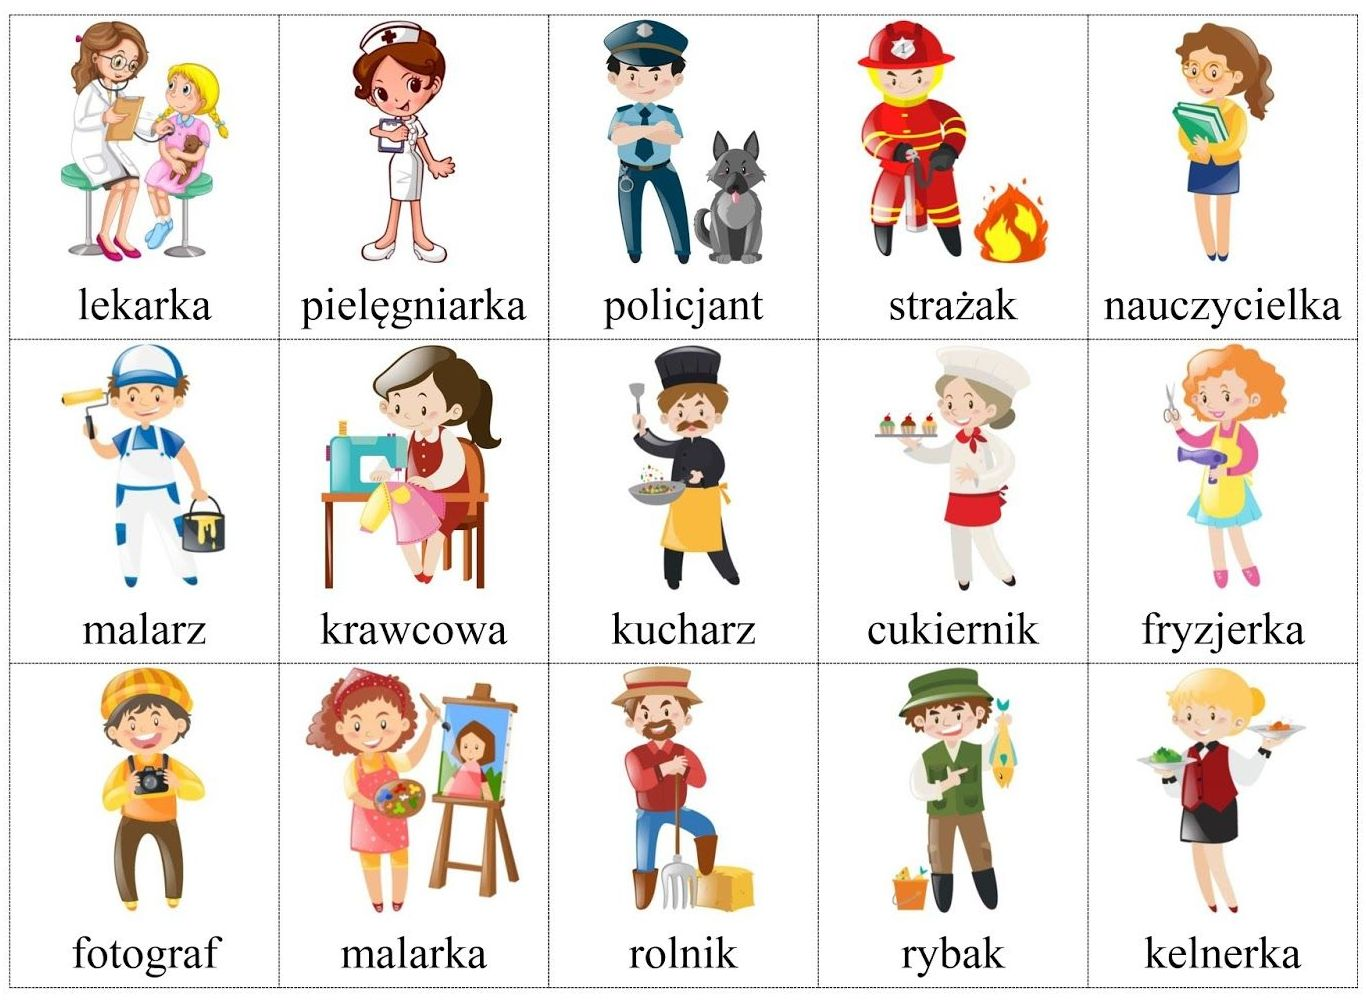 lekarka
pielęgniarka
policjant
strażak
nauczycielka
malarz
krawcowa
kucharz
cukiernik
fryzjerka
fotograf
malarka
rolnik
rybak
kelnerka